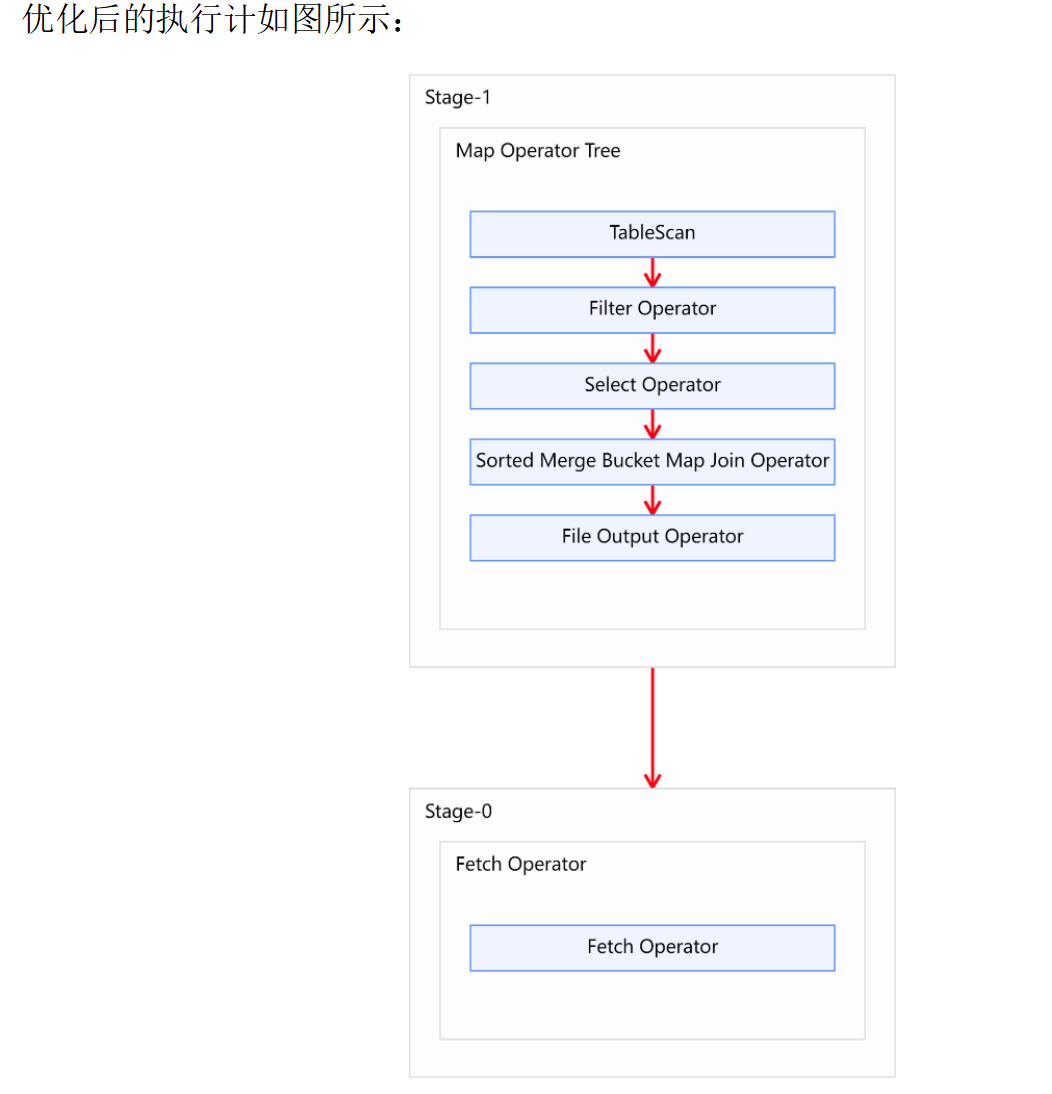 优化后的执行计如图所示：
Stage-1
Map Operator Tree
TableScan
Filter Operator
Select Operator
Sorted Merge Bucket Map Join Operator
File Output Operator
Stage-0
Fetch Operator
Fetch Operator